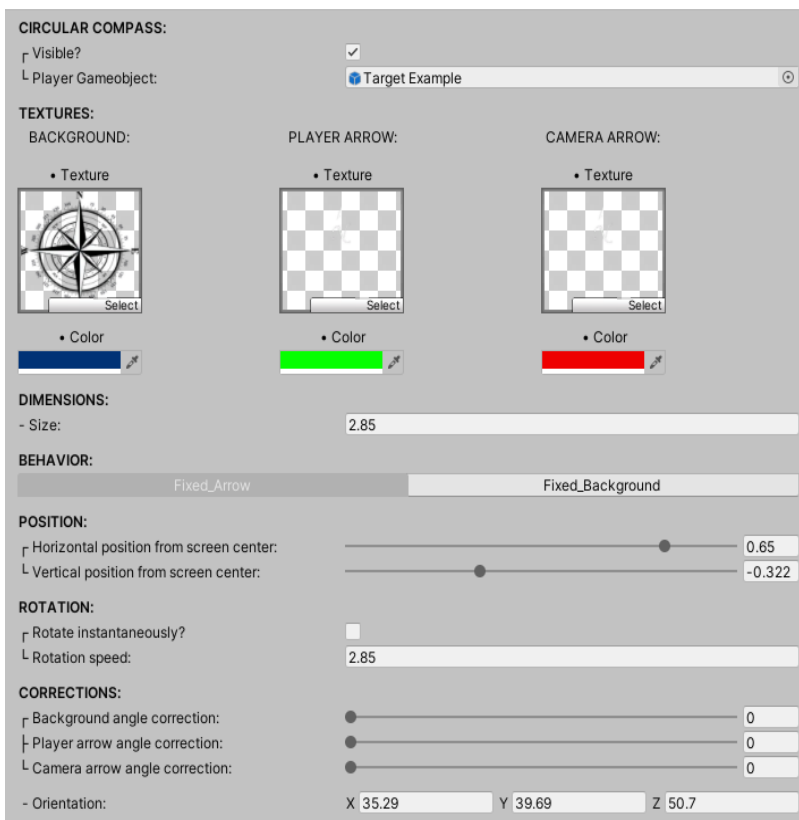 CIRCULAR COMPASS:
Visible?
Player Gameobject: Target Example
TEXTURES:
BACKGROUND: PLAYER ARROW: CAMERA ARROW:
• Texture • Texture • Texture
N
Select Select Select
• Color • Color • Color
DIMENSIONS:
- Size: 2.85
BEHAVIOR:
Fixed_Arrow Fixed_Background
POSITION:
Horizontal position from screen center: 0.65
Vertical position from screen center: -0.322
ROTATION:
Rotate instantaneously?
Rotation speed: 2.85
CORRECTIONS:
Background angle correction: 0
Player arrow angle correction: 0
Camera arrow angle correction: 0
- Orientation: X 35.29 Y 39.69 Z 50.7